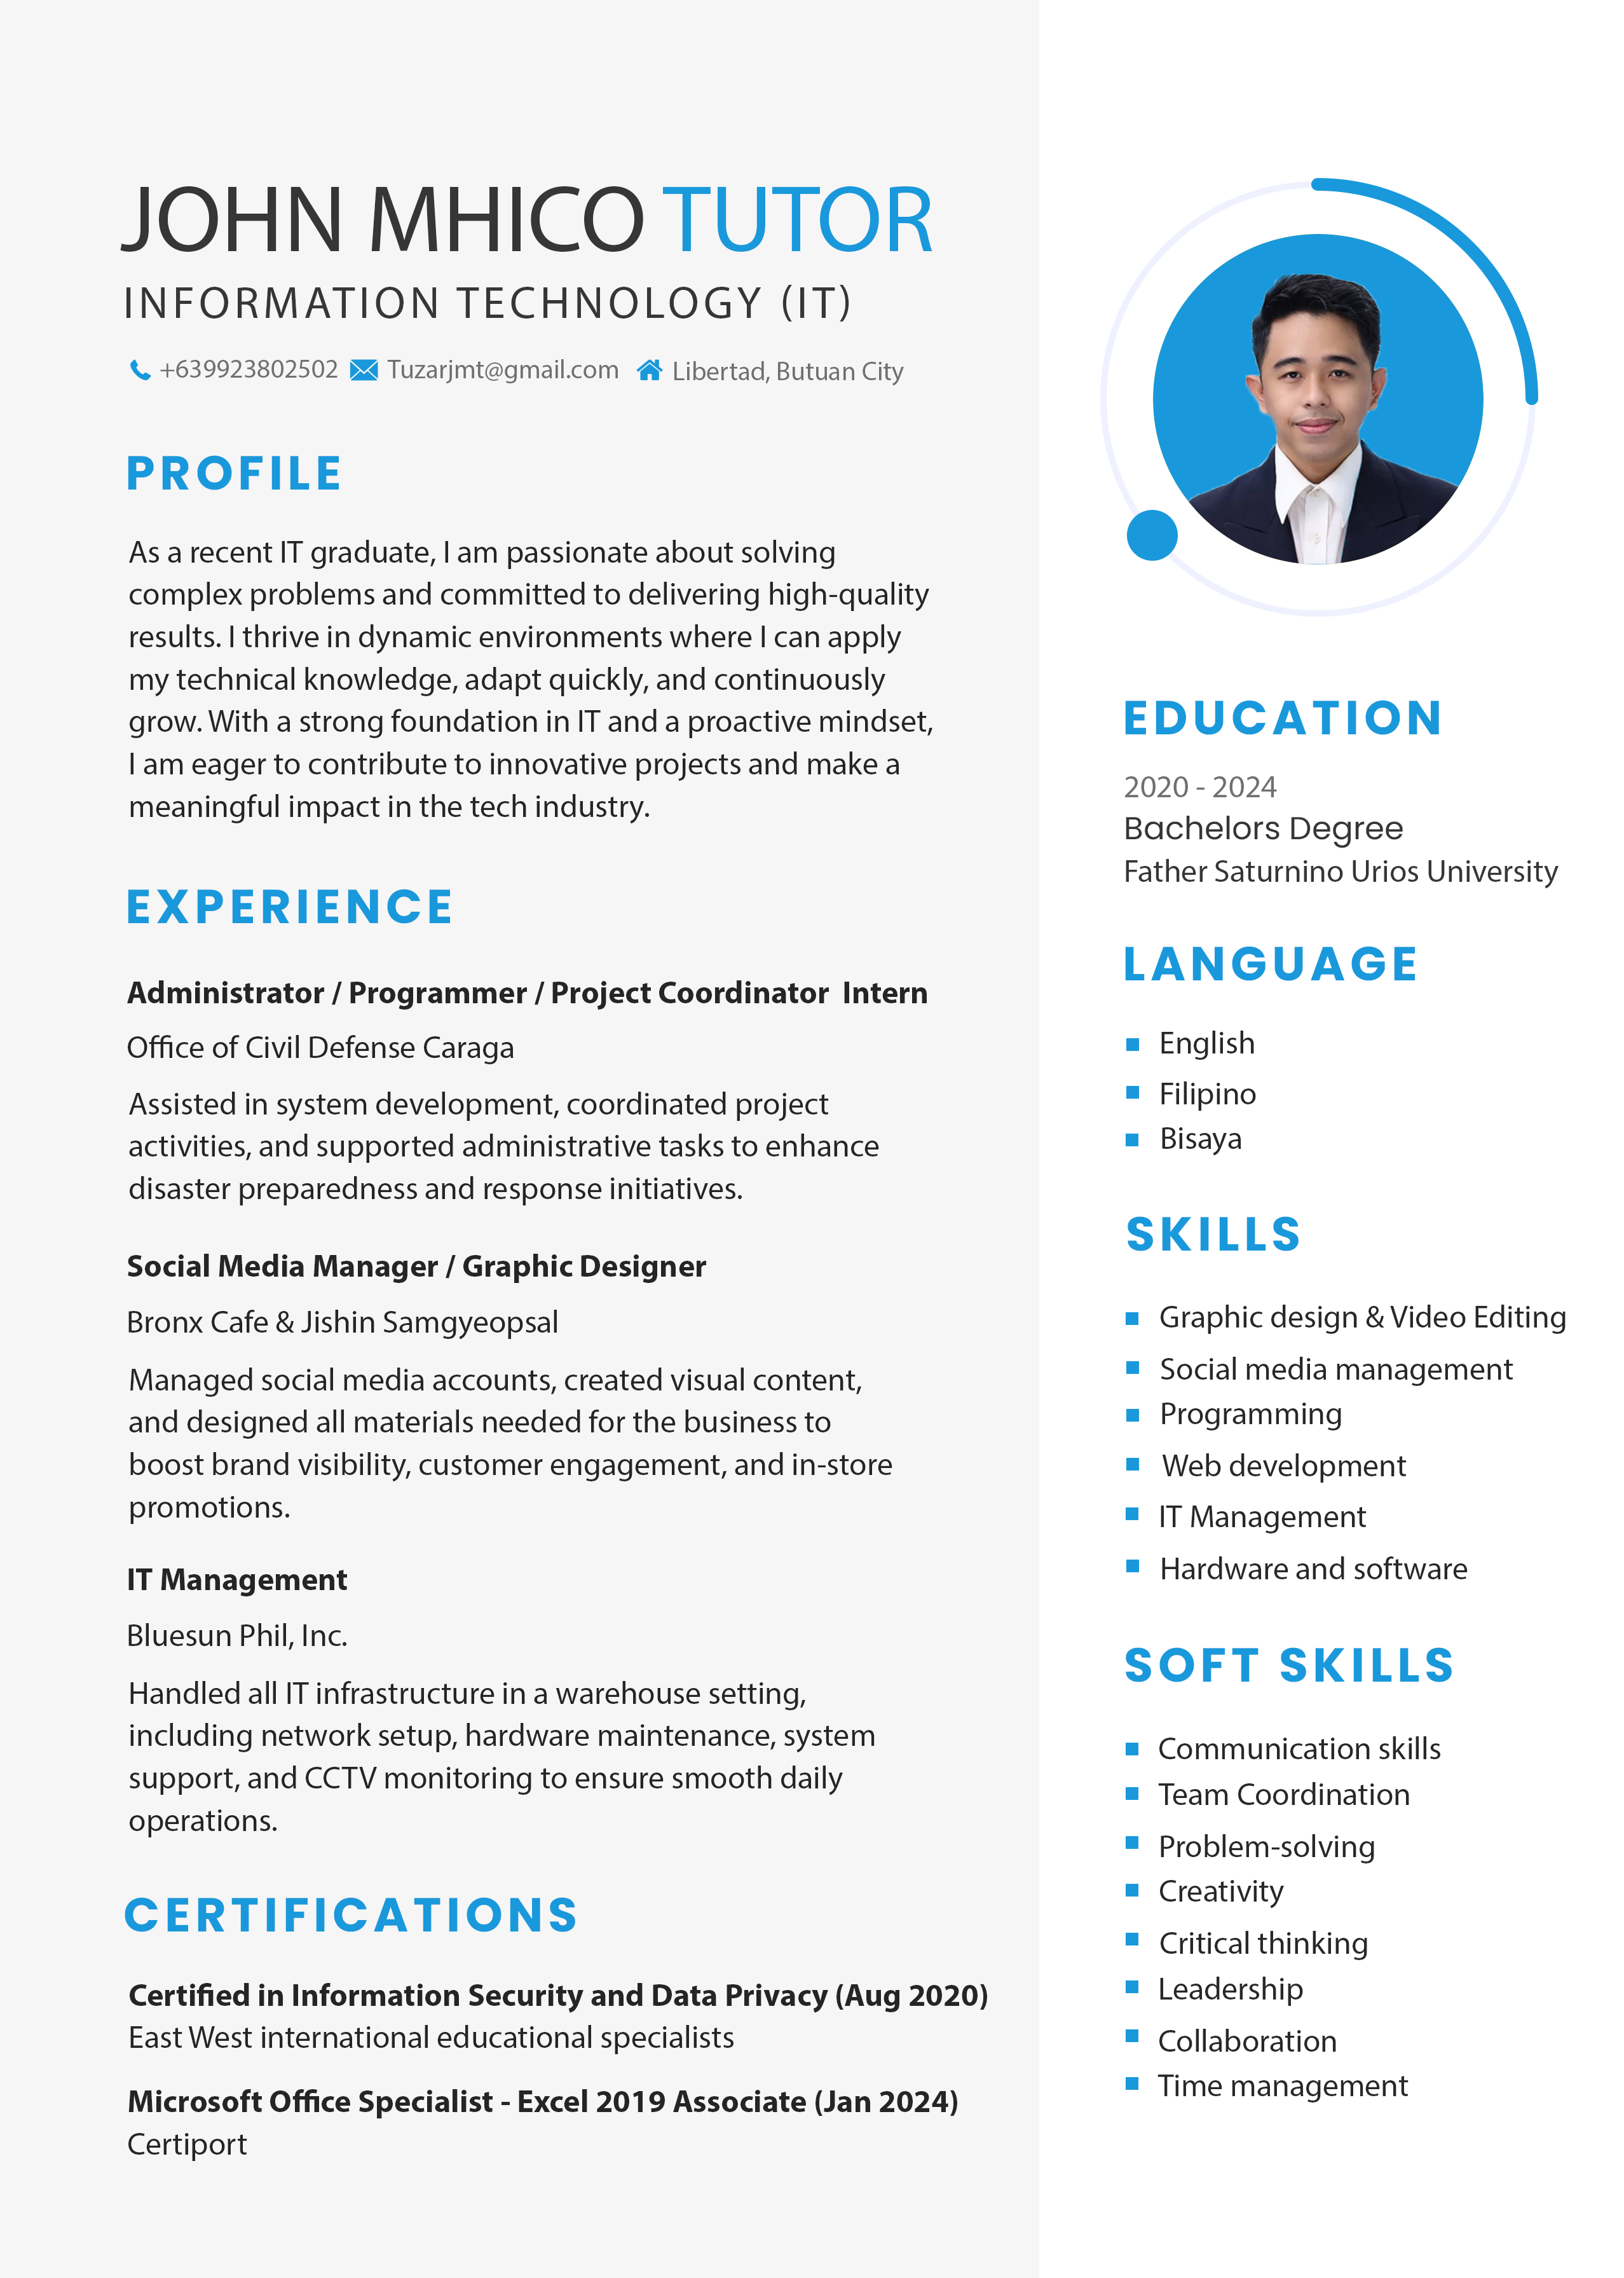 JOHN MHICO TUTOR
INFORMATION TECHNOLOGY (IT)
+639923802502 Tuzarjmt@gmail.com Libertad, Butuan City
PROFILE
As a recent IT graduate, I am passionate about solving
complex problems and committed to delivering high-quality
results. I thrive in dynamic environments where I can apply
my technical knowledge, adapt quickly, and continuously
grow. With a strong foundation in IT and a proactive mindset,
I am eager to contribute to innovative projects and make a
meaningful impact in the tech industry.
EXPERIENCE
Administrator / Programmer / Project Coordinator  Intern
Office of Civil Defense Caraga
Assisted in system development, coordinated project
activities, and supported administrative tasks to enhance
disaster preparedness and response initiatives.
Social Media Manager / Graphic Designer
Bronx Cafe & Jishin Samgyeopsal
Managed social media accounts, created visual content,
and designed all materials needed for the business to
boost brand visibility, customer engagement, and in-store
promotions.
IT Management
Bluesun Phil, Inc.
Handled all IT infrastructure in a warehouse setting,
including network setup, hardware maintenance, system
support, and CCTV monitoring to ensure smooth daily
operations.
CERTIFICATIONS
Certified in Information Security and Data Privacy (Aug 2020)
East West international educational specialists
Microsoft Office Specialist - Excel 2019 Associate (Jan 2024)
Certiport
EDUCATION
2020 - 2024
Bachelors Degree
Father Saturnino Urios University
LANGUAGE
English
Filipino
Bisaya
SKILLS
Graphic design & Video Editing
Social media management
Programming
Web development
IT Management
Hardware and software
SOFT SKILLS
Communication skills
Team Coordination
Problem-solving
Creativity
Critical thinking
Leadership
Collaboration
Time management